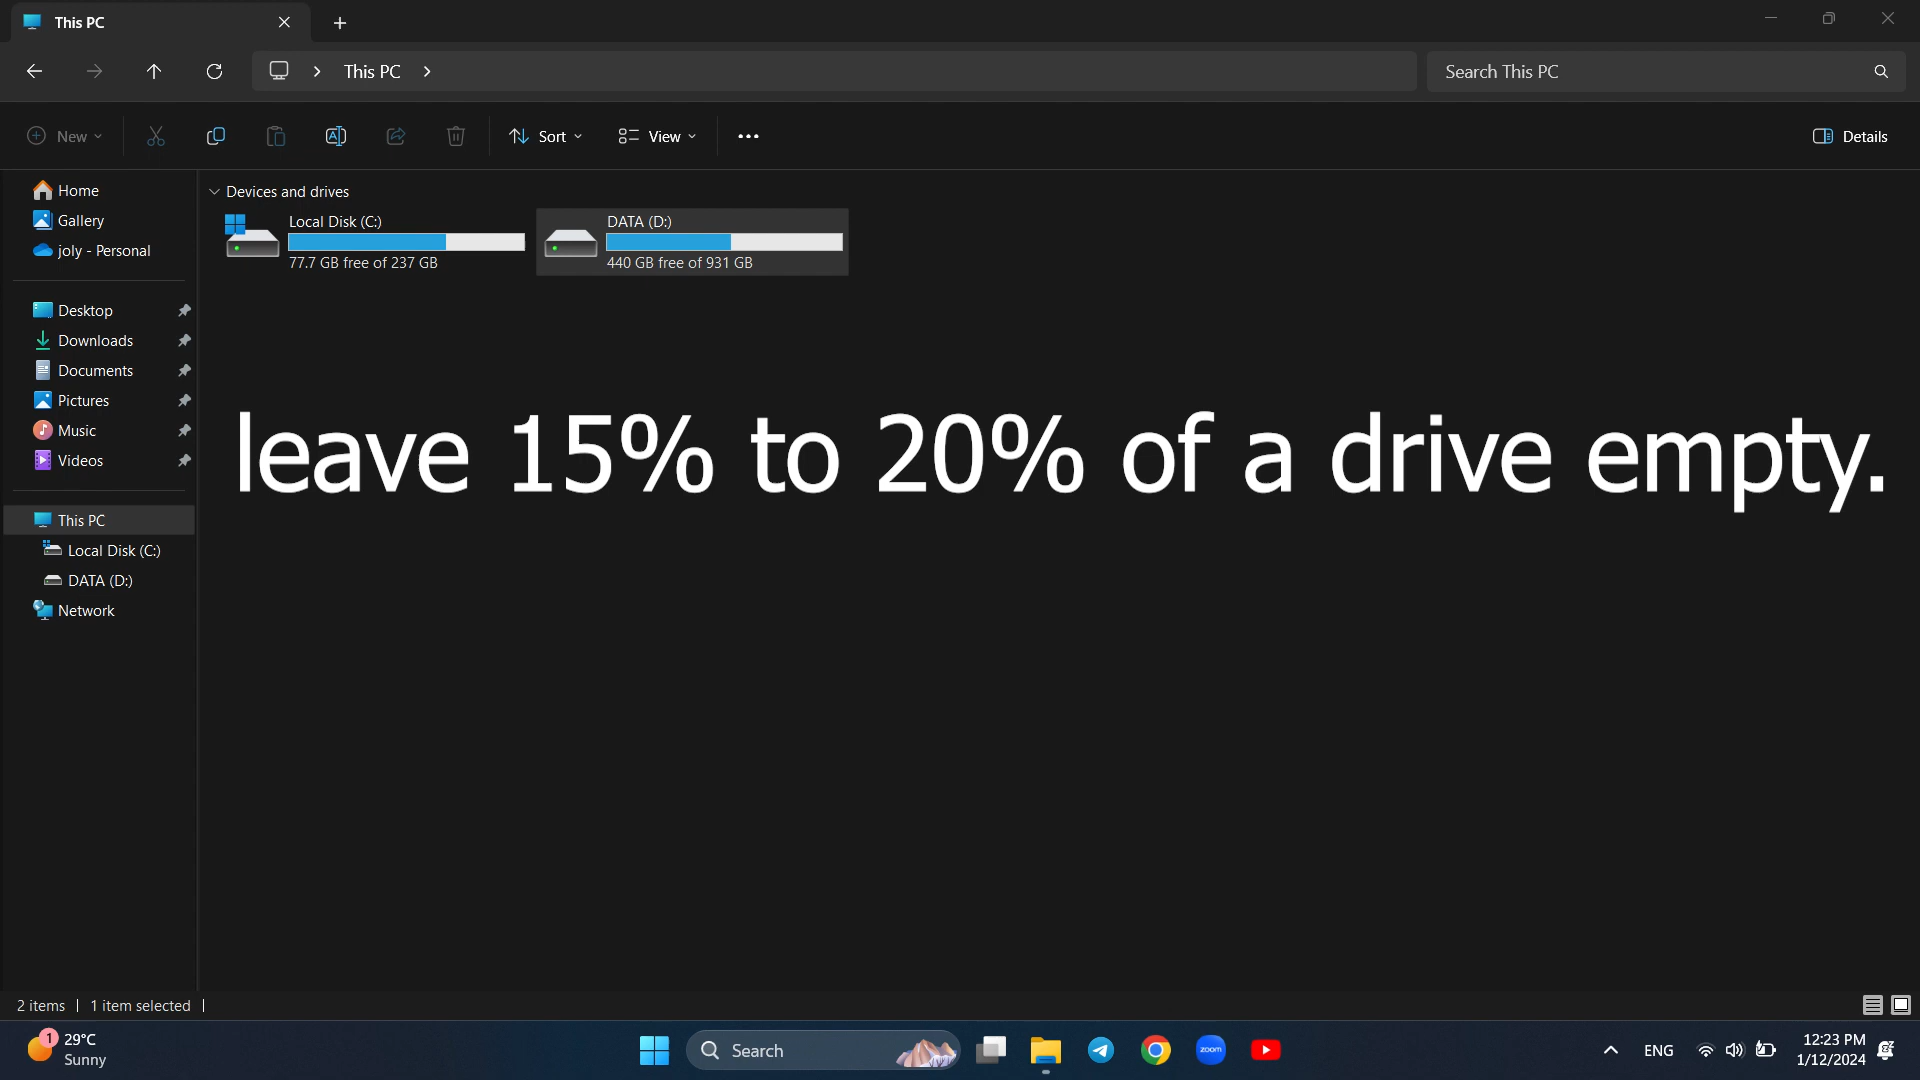 This PC
This PC
Search This PC
New
Sort
View
Details
Home
Gallery
joly - Personal
Desktop
Downloads
Documents
Pictures
Music
Videos
This PC
Local Disk (C:)
DATA (D:)
Network
Devices and drives
Local Disk (C:)
77.7 GB free of 237 GB
DATA (D:)
440 GB free of 931 GB
leave 15% to 20% of a drive empty.
2 items
1 item selected
1
29°C
Sunny
Search
zoom
ENG
12:23 PM
1/12/2024